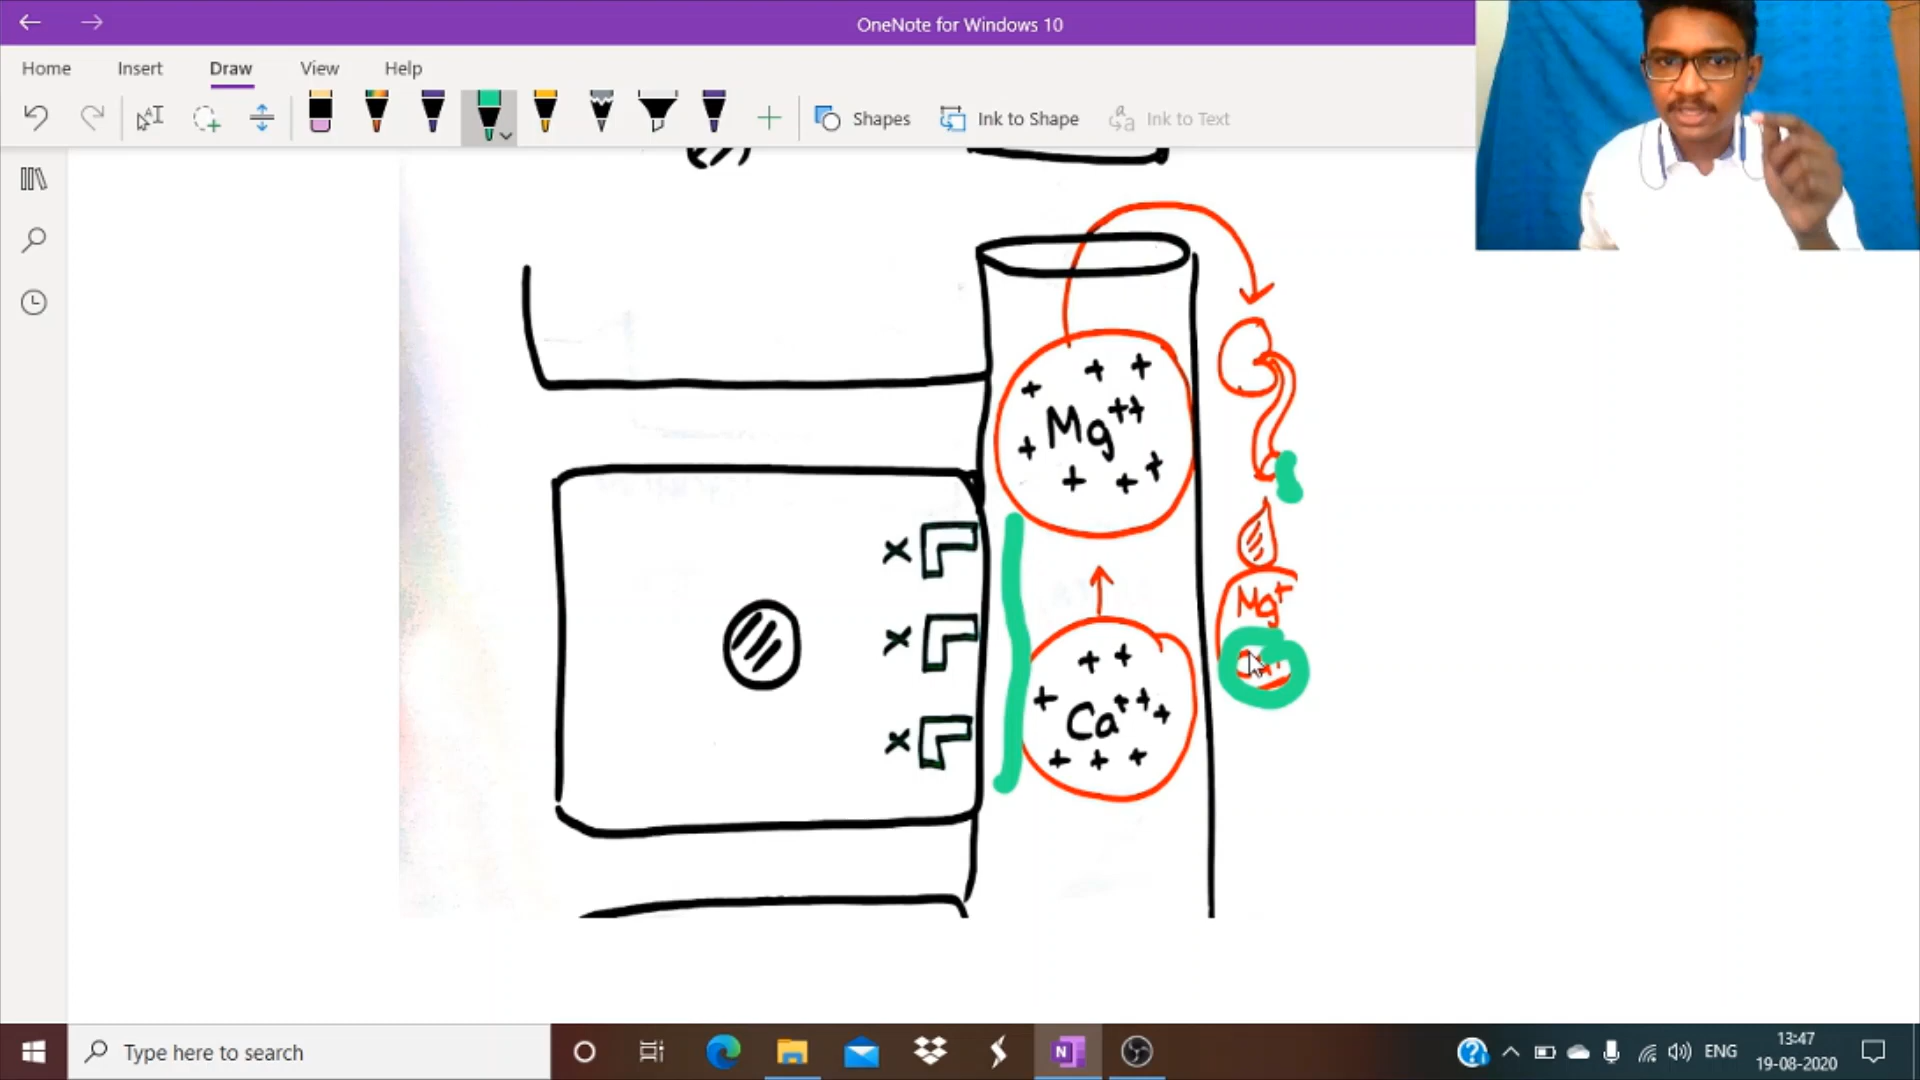 OneNote for Windows 10
Home Insert Draw View Help
Shapes Ink to Shape Ink to Text
+ + +
Mg++
+ + + +
Mg+
x
x
x
+ +
+ Ca++ +
+ + +
Type here to search
ENG
13:47
19-08-2020